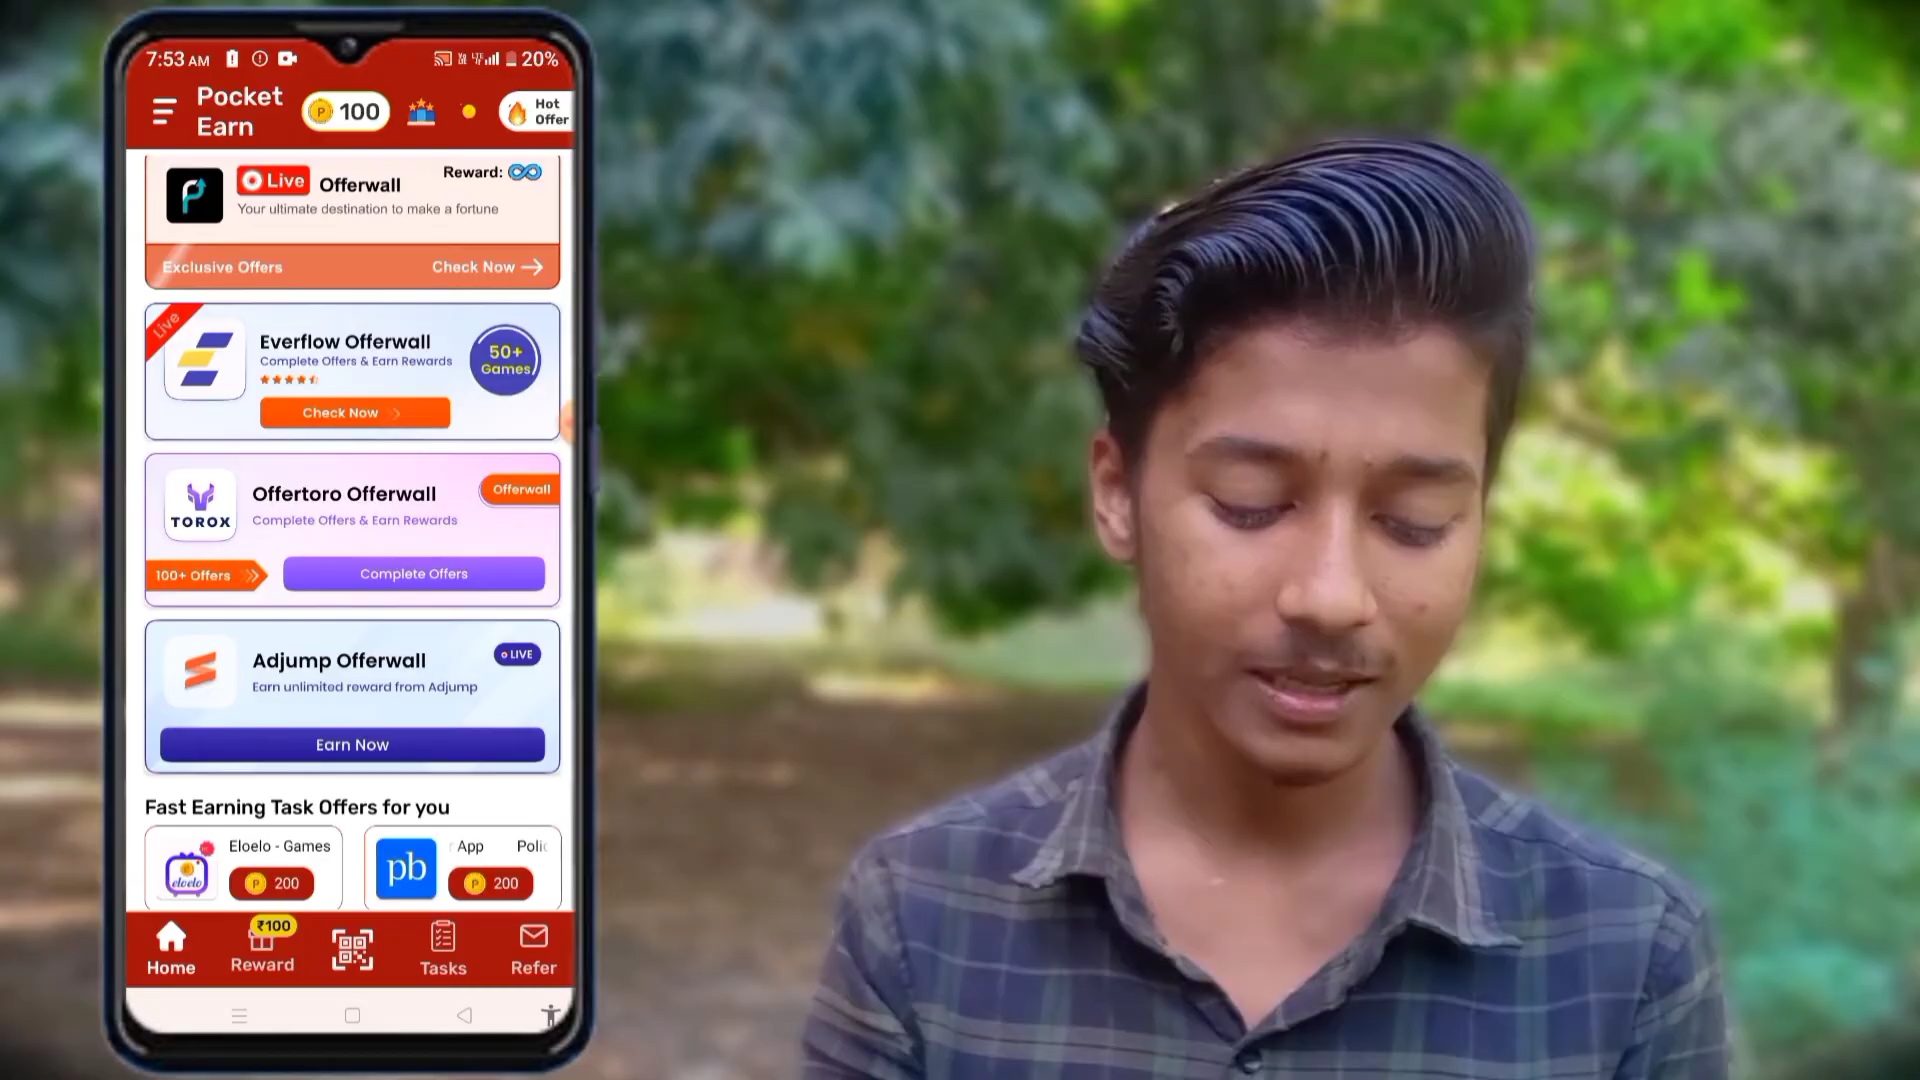 7:53 AM
20%
Pocket
Earn
100
Hot
Offer
Live Offerwall
Reward:
Your ultimate destination to make a fortune
Exclusive Offers
Check Now
Live
Everflow Offerwall
Complete Offers & Earn Rewards
50+
Games
Check Now
TOROX
Offertoro Offerwall
Complete Offers & Earn Rewards
Offerwall
100+ Offers
Complete Offers
Adjump Offerwall
LIVE
Earn unlimited reward from Adjump
Earn Now
Fast Earning Task Offers for you
eloelo
Eloelo - Games
P 200
pb
App
P 200
Home
₹100
Reward
Tasks
Refer